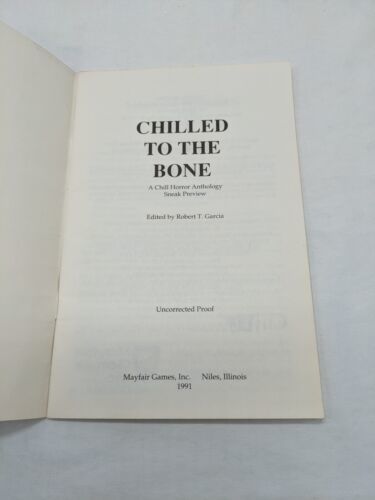 CHILLED
TO THE
BONE
A Chill Horror Anthology
Sneak Preview
Edited by Robert T. Garcia
Uncorrected Proof
Mayfair Games, Inc. Niles, Illinois
1991